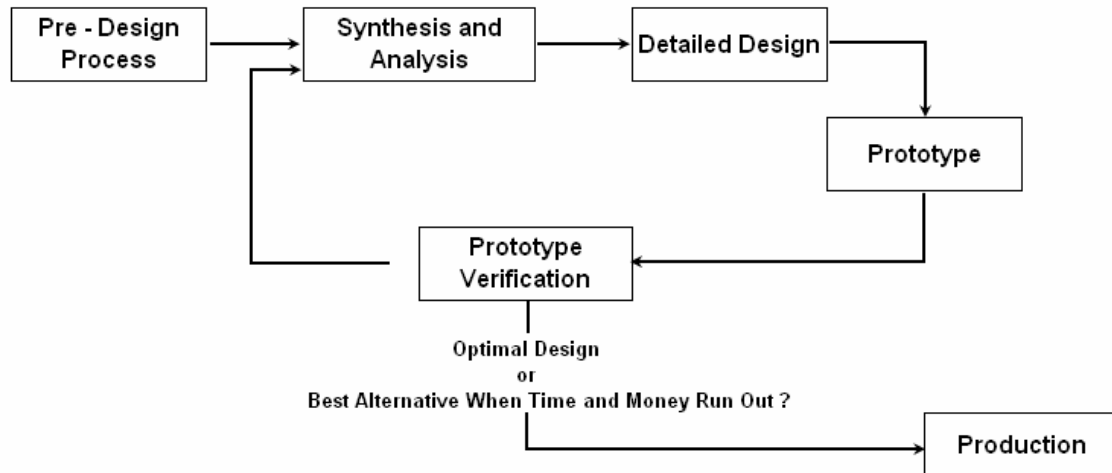 Pre - Design
Process
Synthesis and
Analysis
Detailed Design
Prototype
Prototype
Verification
Optimal Design
or
Best Alternative When Time and Money Run Out ?
Production